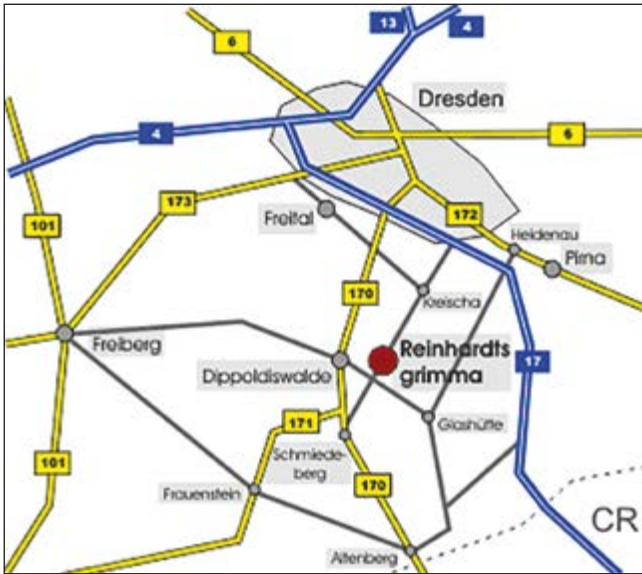 13
4
6
Dresden
4
6
173
101
Freital
172
Heidenau
Pirna
170
Kreischa
Freiberg
Reinhardts
grimma
Dippoldiswalde
17
171
Glashütte
101
Schmiede-
berg
170
Frauenstein
CR
Altenberg